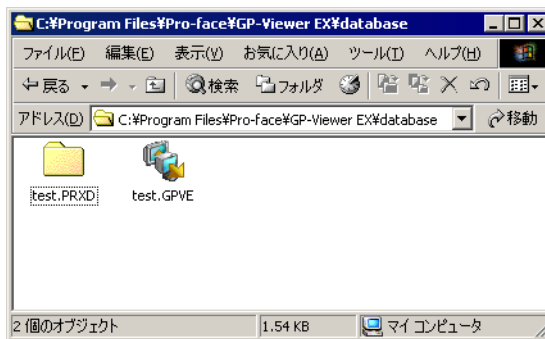 C:¥Program Files¥Pro-face¥GP-Viewer EX¥database
ファイル(F) 編集(E) 表示(V) お気に入り(A) ツール(T) ヘルプ(H)
戻る 検索 フォルダ
アドレス(D) C:¥Program Files¥Pro-face¥GP-Viewer EX¥database 移動
test.PRXD test.GPVE
2 個のオブジェクト 1.54 KB マイ コンピュータ